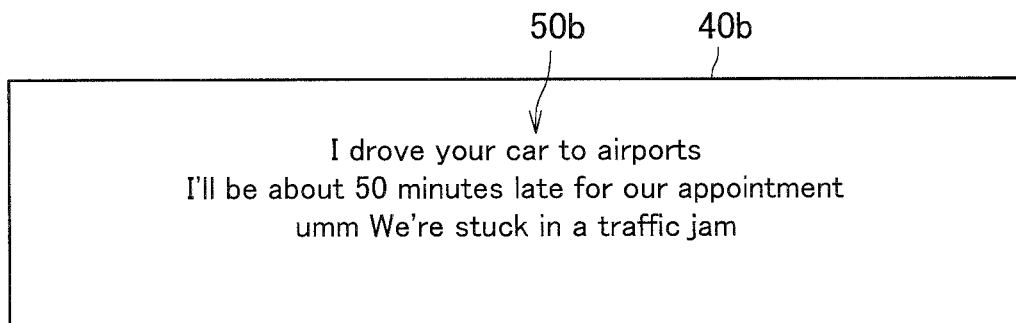 50b 40b
I drove your car to airports
I'll be about 50 minutes late for our appointment
umm We're stuck in a traffic jam